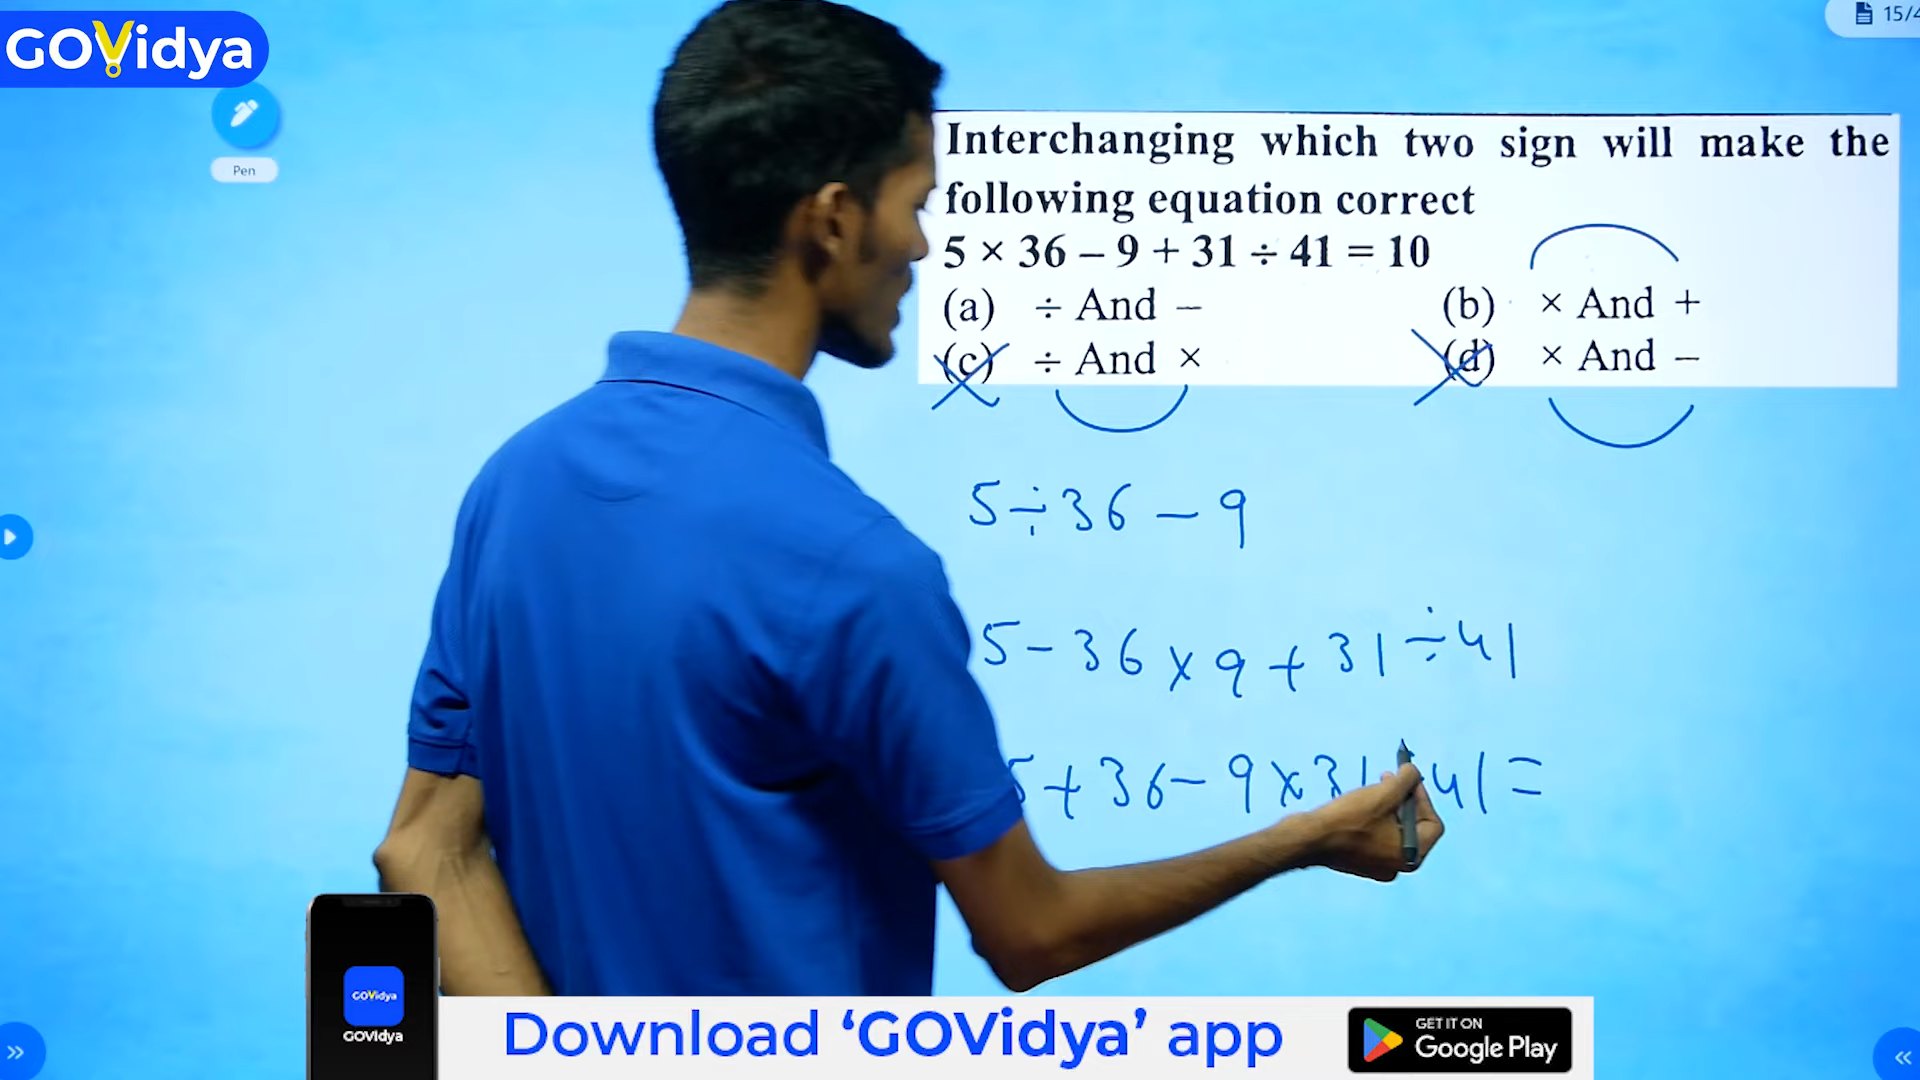 GOVidya
15/4
Pen
Interchanging which two sign will make the
following equation correct
5 × 36 – 9 + 31 ÷ 41 = 10
(a) ÷ And –
(b) × And +
(c) ÷ And ×
(d) × And –
5 ÷ 36 – 9
5 – 36 × 9 + 31 ÷ 41
5 + 36 – 9 × 31 41 =
GOVidya
GOVidya
Download ‘GOVidya’ app
GET IT ON
Google Play